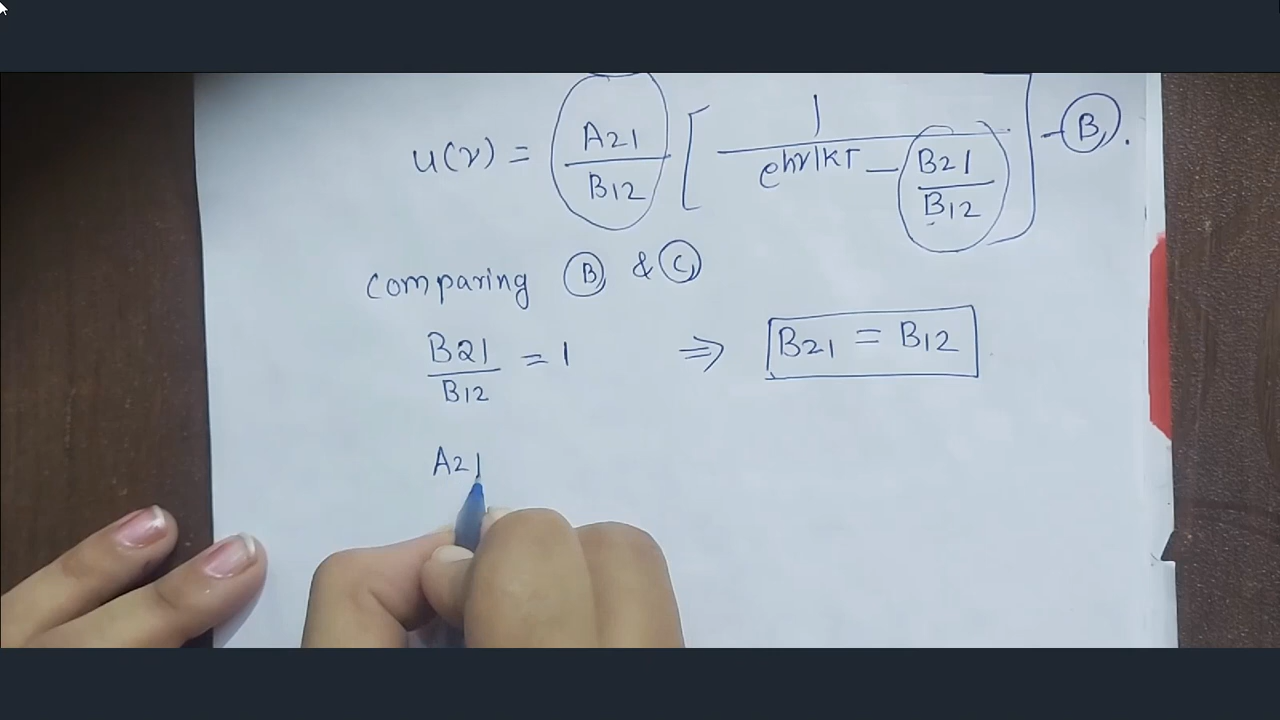 u(ν) = A21/B12 [ 1/(e^hν/KT − B21/B12) ] − (B).
comparing (B) & (C)
B21/B12 = 1 ⇒ B21 = B12
A21